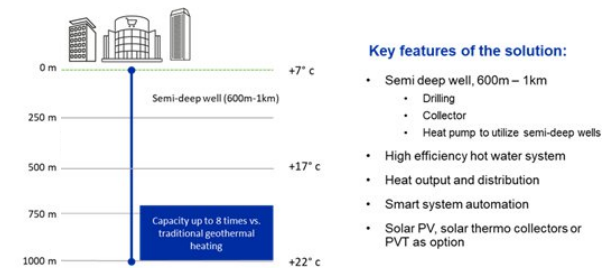 0 m
+7° c
Semi-deep well (600m-1km)
250 m
500 m
+17° c
750 m
Capacity up to 8 times vs.
traditional geothermal
heating
1000 m
+22° c
Key features of the solution:
• Semi deep well, 600m – 1km
• Drilling
• Collector
• Heat pump to utilize semi-deep wells
• High efficiency hot water system
• Heat output and distribution
• Smart system automation
• Solar PV, solar thermo collectors or
PVT as option